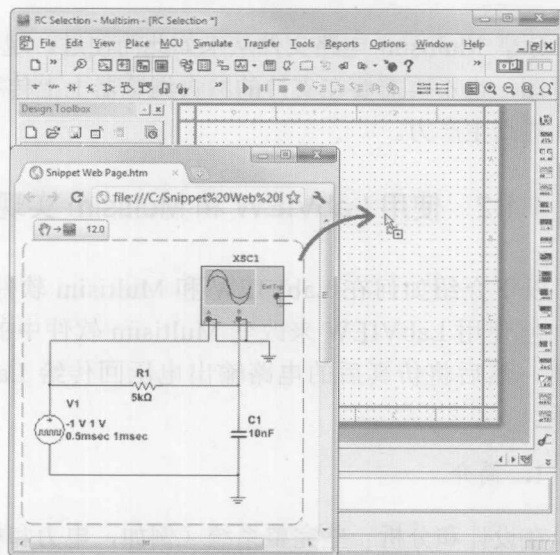 RC Selection - Multisim - [RC Selection *]
File Edit View Place MCU Simulate Transfer Tools Reports Options Window Help
Design Toolbox
Snippet Web Page.htm
file:///C:/Snippet%20Web%20
12.0
XSC1
Ext Trig
A B
R1
5kΩ
V1
-1 V 1 V
0.5msec 1msec
C1
10nF